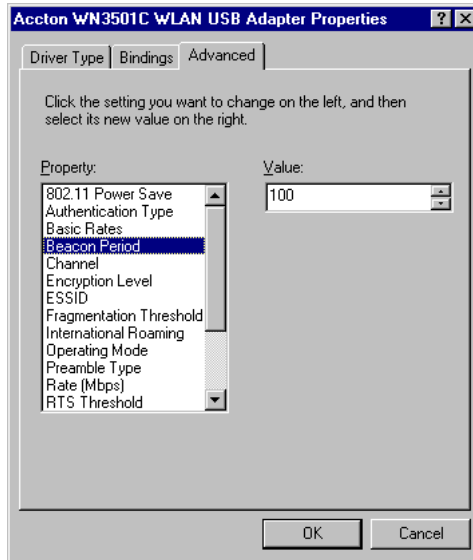 Accton WN3501C WLAN USB Adapter Properties
Driver Type Bindings Advanced
Click the setting you want to change on the left, and then
select its new value on the right.
Property:
802.11 Power Save
Authentication Type
Basic Rates
Beacon Period
Channel
Encryption Level
ESSID
Fragmentation Threshold
International Roaming
Operating Mode
Preamble Type
Rate (Mbps)
RTS Threshold
Value:
100
OK Cancel